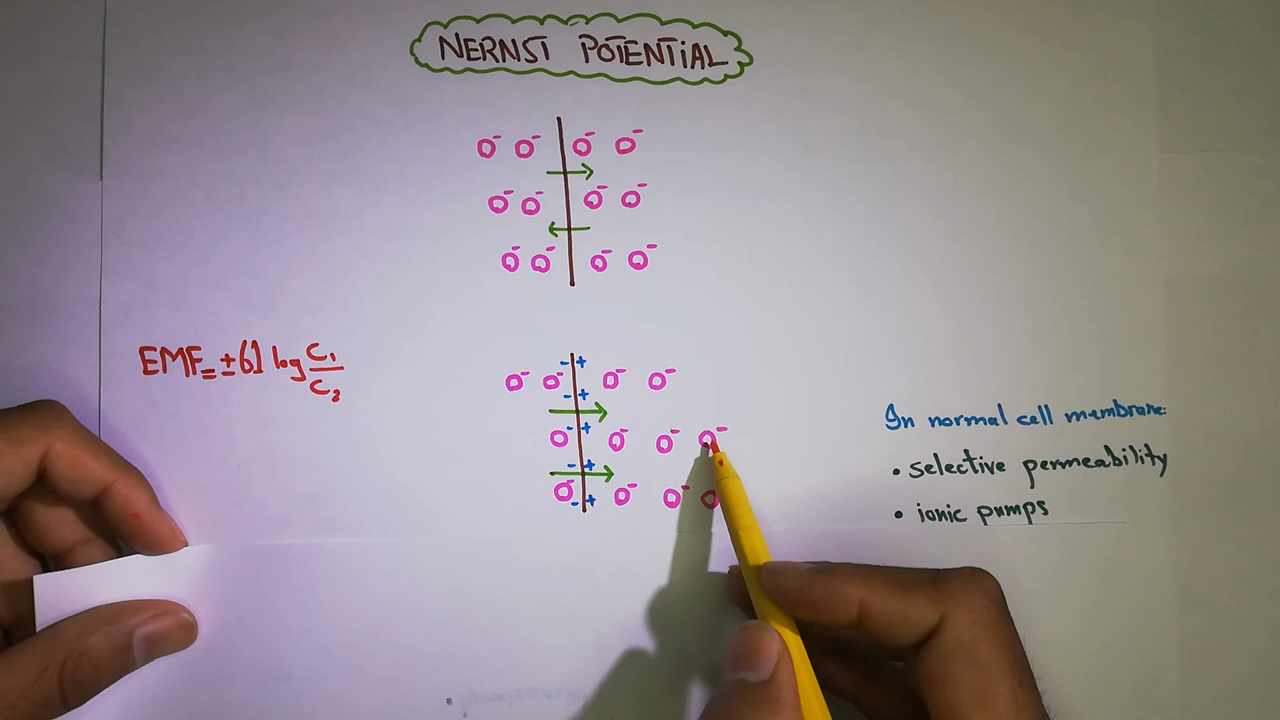 NERNST POTENTIAL
O⁻ O⁻ O⁻ O⁻
O⁻ O⁻ O⁻ O⁻
O⁻ O⁻ O⁻ O⁻
EMF = ±61 log C₁/C₂
- +
O⁻ O⁻ O⁻ O⁻
- +
O⁻ - + O⁻ O⁻ O⁻
- +
O⁻ O⁻ O⁻ O
- +
In normal cell membrane:
• selective permeability
• ionic pumps